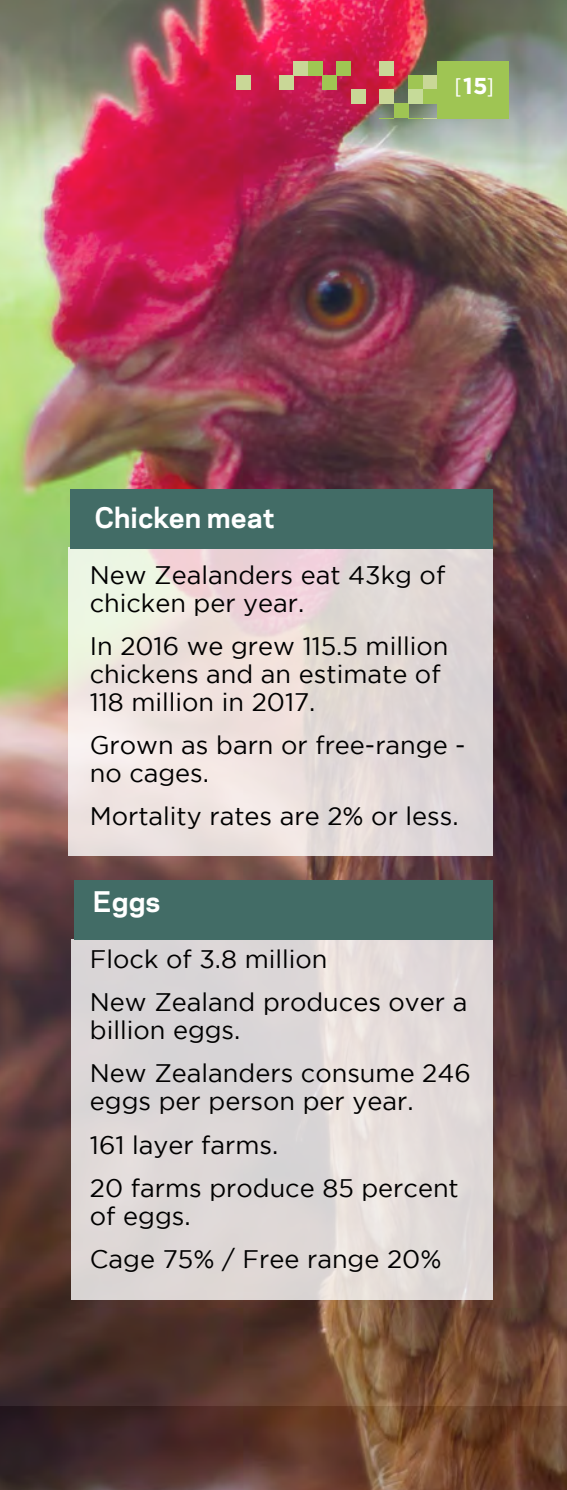 [15]
Chicken meat
New Zealanders eat 43kg of
chicken per year.
In 2016 we grew 115.5 million
chickens and an estimate of
118 million in 2017.
Grown as barn or free-range -
no cages.
Mortality rates are 2% or less.
Eggs
Flock of 3.8 million
New Zealand produces over a
billion eggs.
New Zealanders consume 246
eggs per person per year.
161 layer farms.
20 farms produce 85 percent
of eggs.
Cage 75% / Free range 20%